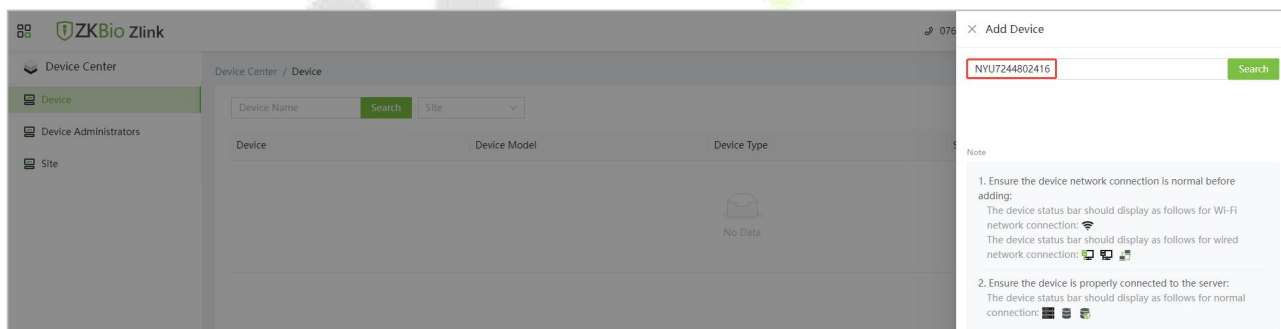 ZKBio Zlink
076
Device Center
Device
Device Administrators
Site
Device Center / Device
Device Name
Search
Site
Device
Device Model
Device Type
No Data
Add Device
NYU7244802416
Search
Note
1. Ensure the device network connection is normal before
adding:
The device status bar should display as follows for Wi-Fi
network connection:
The device status bar should display as follows for wired
network connection:
2. Ensure the device is properly connected to the server:
The device status bar should display as follows for normal
connection: